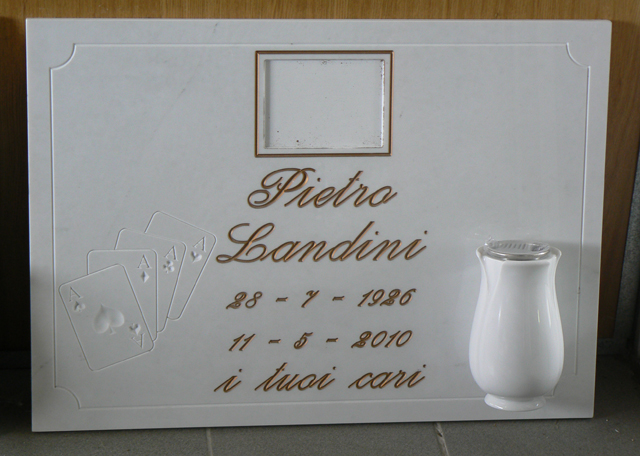 Pietro
Landini
28 - 7 - 1926
11 - 5 - 2010
i tuoi cari
A A A A
A